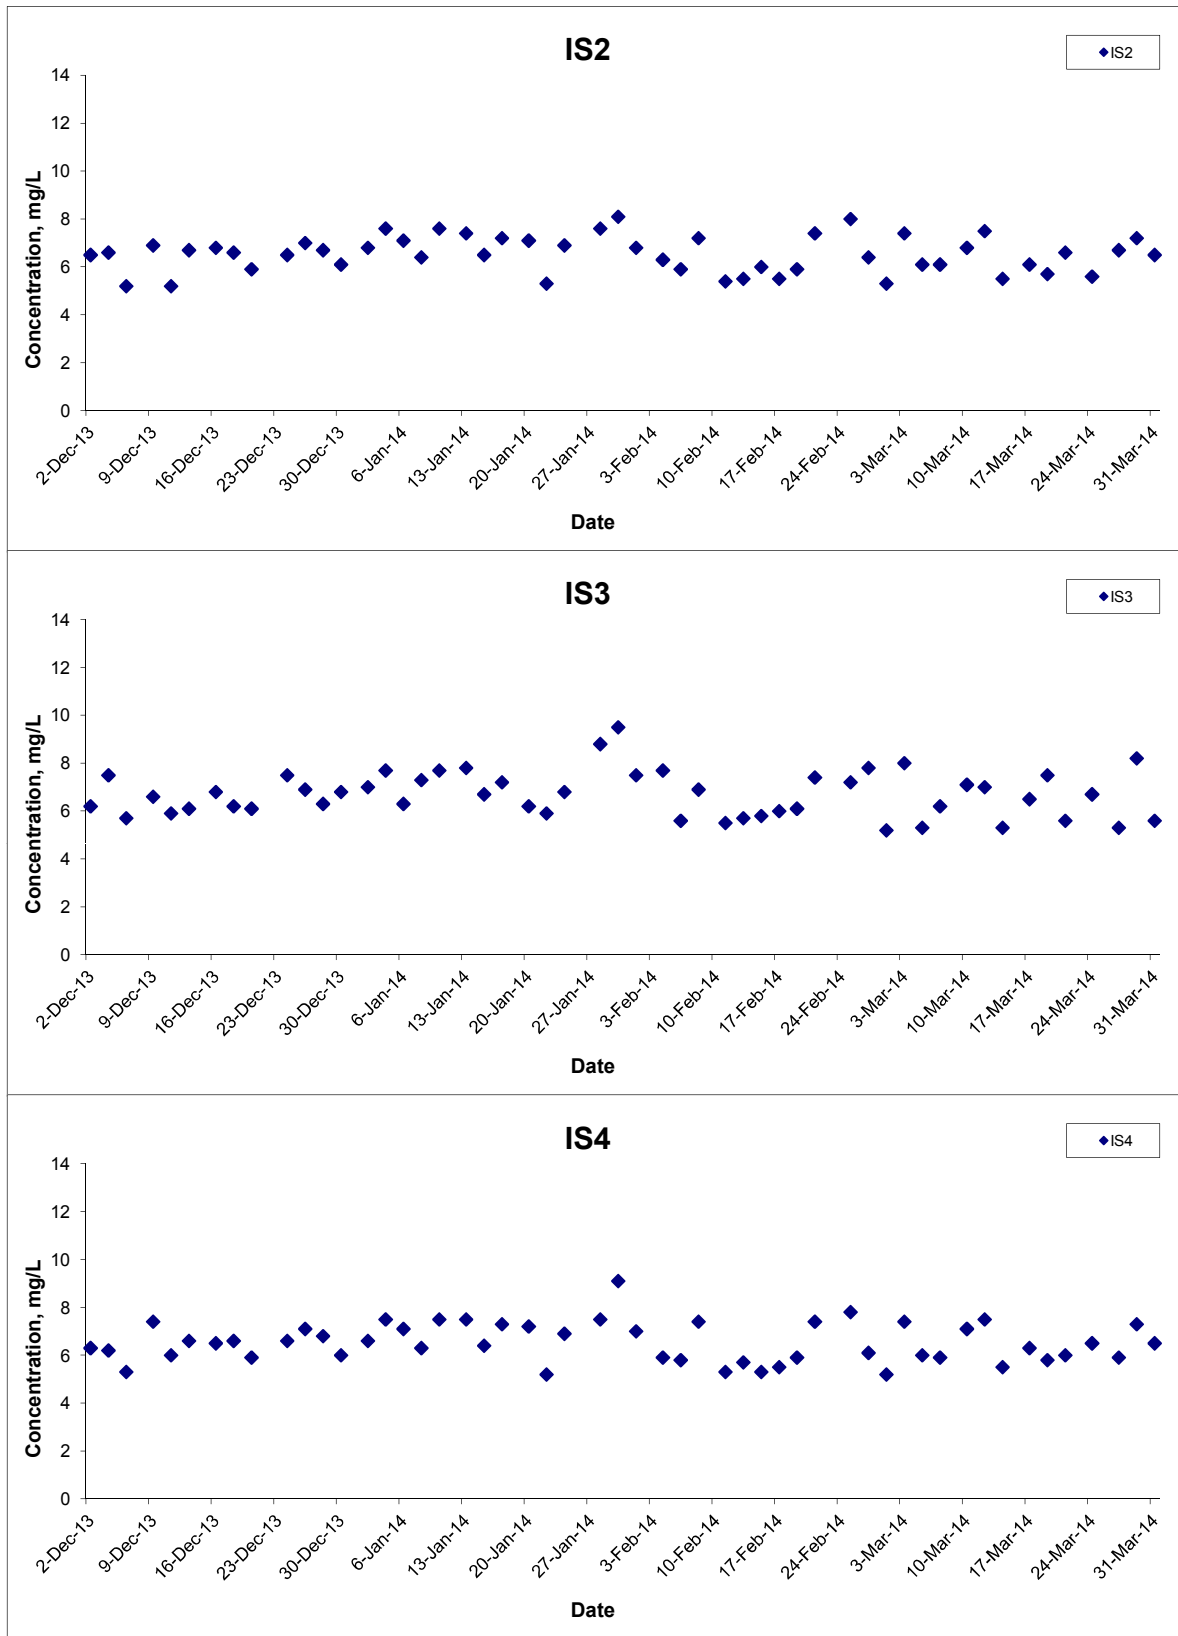 IS2
IS2
Concentration, mg/L
14
12
10
8
6
4
2
0
2-Dec-13
9-Dec-13
16-Dec-13
23-Dec-13
30-Dec-13
6-Jan-14
13-Jan-14
20-Jan-14
27-Jan-14
3-Feb-14
10-Feb-14
17-Feb-14
24-Feb-14
3-Mar-14
10-Mar-14
17-Mar-14
24-Mar-14
31-Mar-14
Date
IS3
IS3
Concentration, mg/L
14
12
10
8
6
4
2
0
2-Dec-13
9-Dec-13
16-Dec-13
23-Dec-13
30-Dec-13
6-Jan-14
13-Jan-14
20-Jan-14
27-Jan-14
3-Feb-14
10-Feb-14
17-Feb-14
24-Feb-14
3-Mar-14
10-Mar-14
17-Mar-14
24-Mar-14
31-Mar-14
Date
IS4
IS4
Concentration, mg/L
14
12
10
8
6
4
2
0
2-Dec-13
9-Dec-13
16-Dec-13
23-Dec-13
30-Dec-13
6-Jan-14
13-Jan-14
20-Jan-14
27-Jan-14
3-Feb-14
10-Feb-14
17-Feb-14
24-Feb-14
3-Mar-14
10-Mar-14
17-Mar-14
24-Mar-14
31-Mar-14
Date